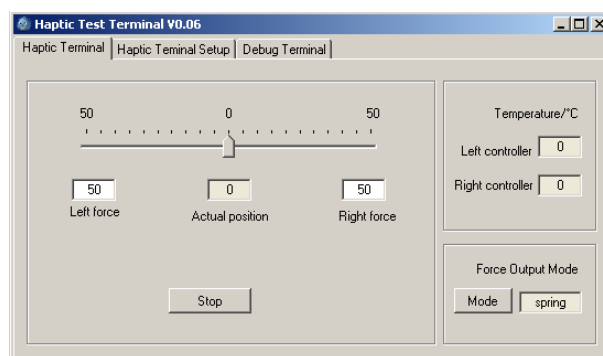 Haptic Test Terminal V0.06
Haptic Terminal Haptic Teminal Setup Debug Terminal
50 0 50
50 0 50
Left force Actual position Right force
Stop
Temperature/°C
Left controller 0
Right controller 0
Force Output Mode
Mode spring